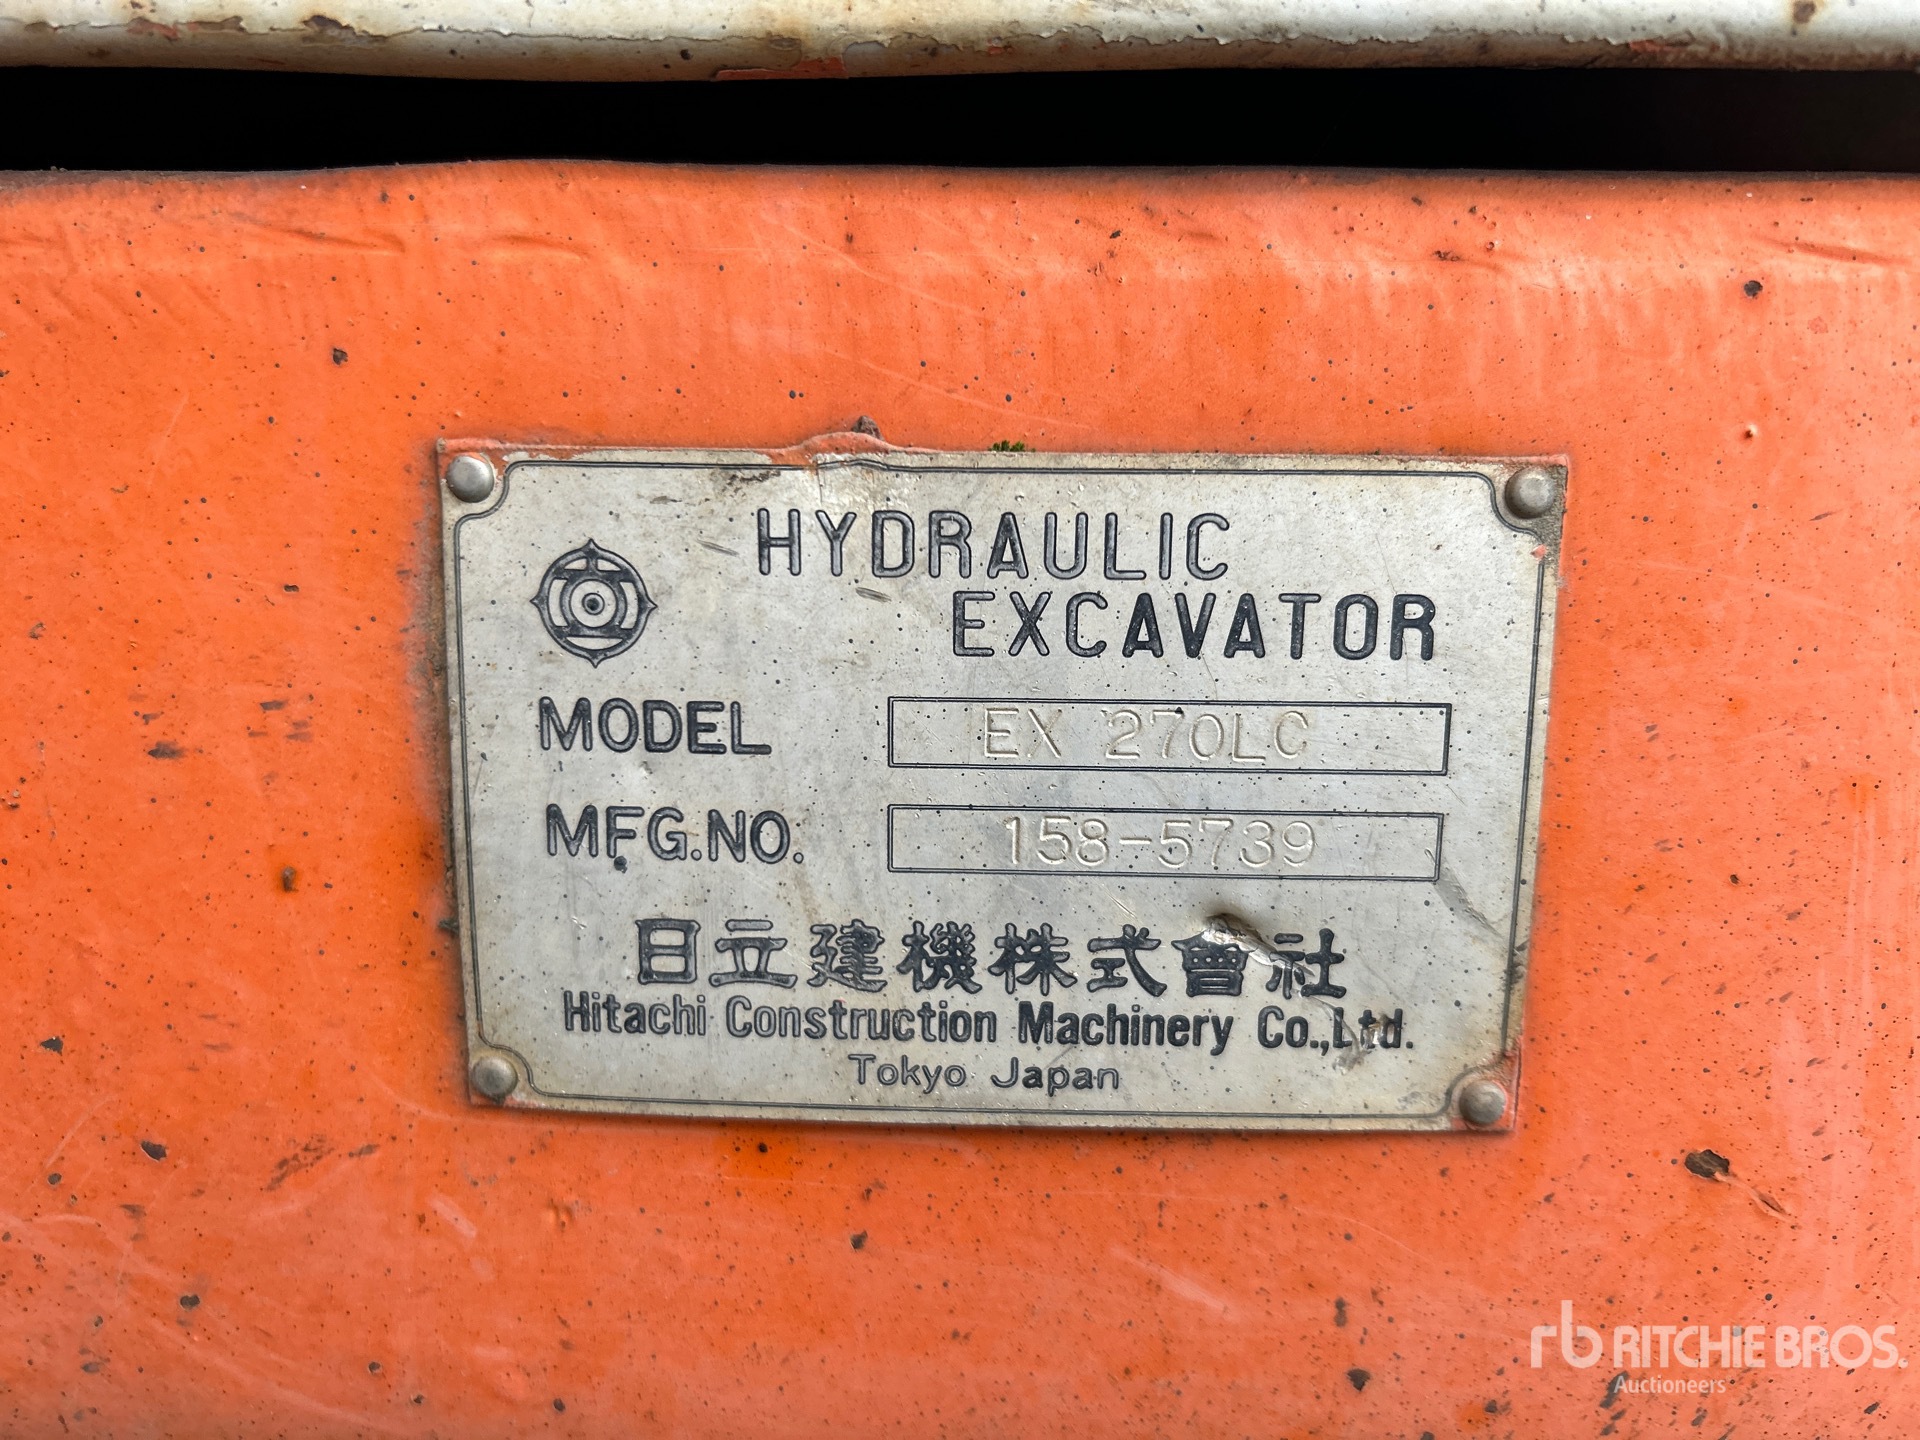 HYDRAULIC
EXCAVATOR
MODEL EX 270LC
MFG.NO. 158-5739
日立建機株式會社
Hitachi Construction Machinery Co.,Ltd.
Tokyo Japan
rb RITCHIE BROS.
Auctioneers